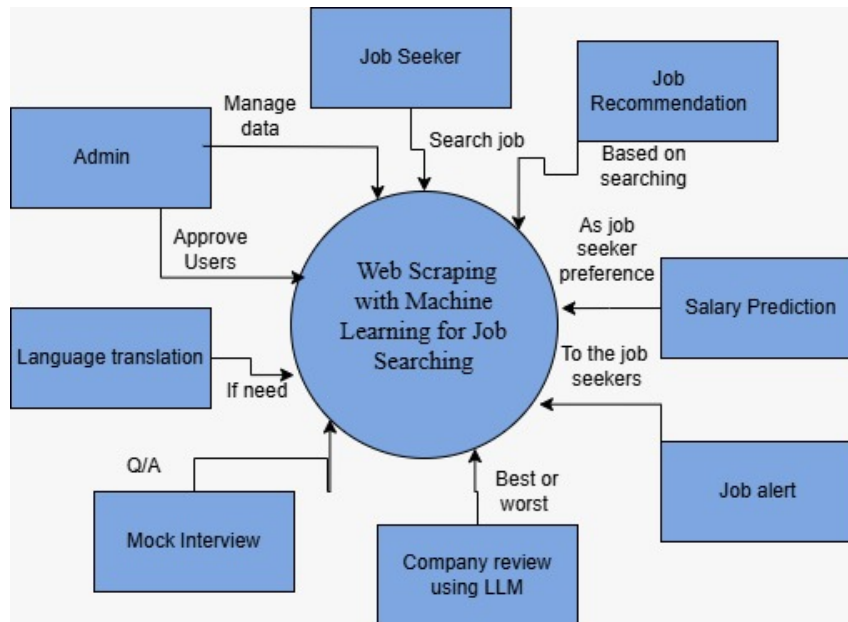 Job Seeker
Job
Recommendation
Manage
data
Admin
Search job
Based on
searching
Approve
Users
As job
seeker
preference
Web Scraping
with Machine
Learning for Job
Searching
Salary Prediction
Language translation
If need
To the job
seekers
Q/A
Best or
worst
Job alert
Mock Interview
Company review
using LLM